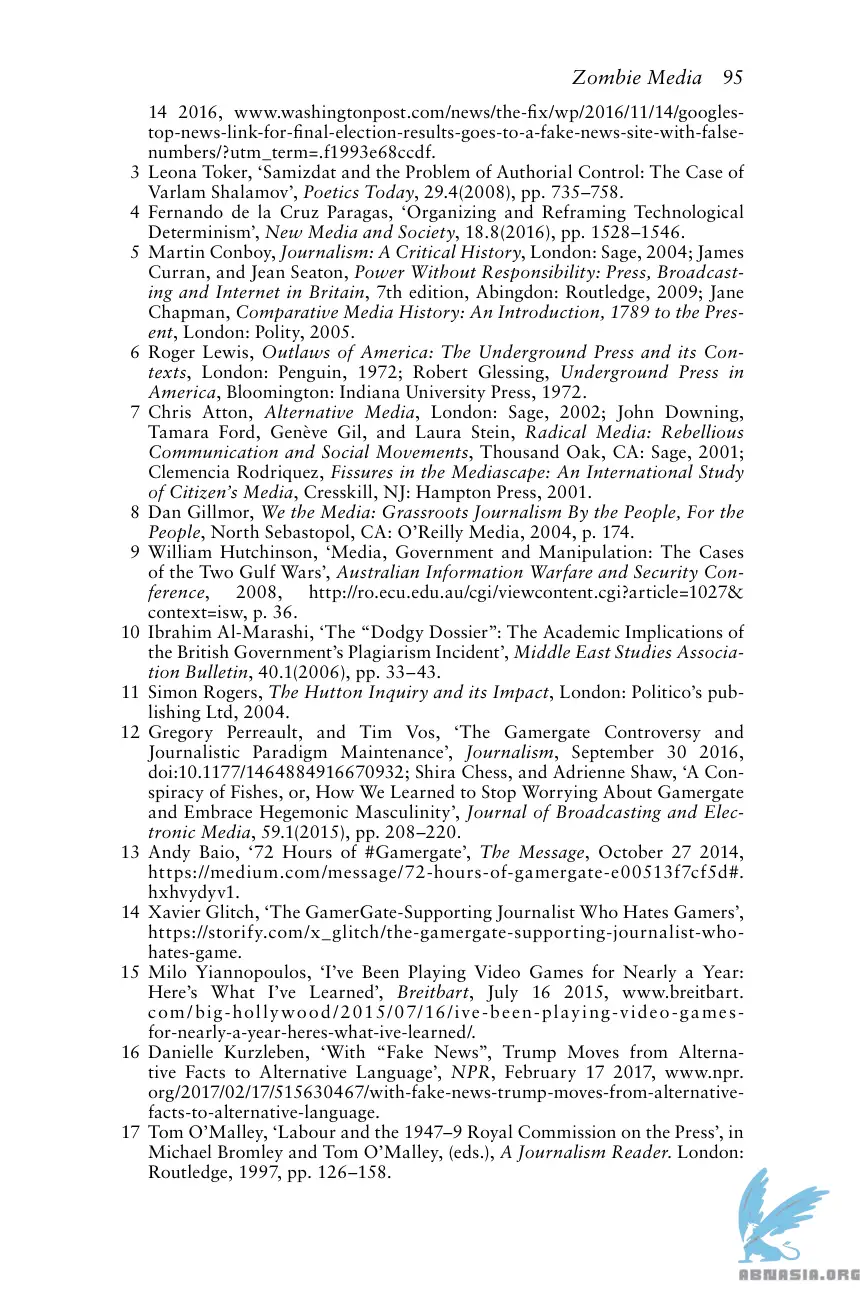 Zombie Media 95
14 2016, www.washingtonpost.com/news/the-fix/wp/2016/11/14/googles-
top-news-link-for-final-election-results-goes-to-a-fake-news-site-with-false-
numbers/?utm_term=.f1993e68ccdf.
3 Leona Toker, ‘Samizdat and the Problem of Authorial Control: The Case of
Varlam Shalamov’, Poetics Today, 29.4(2008), pp. 735–758.
4 Fernando de la Cruz Paragas, ‘Organizing and Reframing Technological
Determinism’, New Media and Society, 18.8(2016), pp. 1528–1546.
5 Martin Conboy, Journalism: A Critical History, London: Sage, 2004; James
Curran, and Jean Seaton, Power Without Responsibility: Press, Broadcast-
ing and Internet in Britain, 7th edition, Abingdon: Routledge, 2009; Jane
Chapman, Comparative Media History: An Introduction, 1789 to the Pres-
ent, London: Polity, 2005.
6 Roger Lewis, Outlaws of America: The Underground Press and its Con-
texts, London: Penguin, 1972; Robert Glessing, Underground Press in
America, Bloomington: Indiana University Press, 1972.
7 Chris Atton, Alternative Media, London: Sage, 2002; John Downing,
Tamara Ford, Genève Gil, and Laura Stein, Radical Media: Rebellious
Communication and Social Movements, Thousand Oak, CA: Sage, 2001;
Clemencia Rodriquez, Fissures in the Mediascape: An International Study
of Citizen’s Media, Cresskill, NJ: Hampton Press, 2001.
8 Dan Gillmor, We the Media: Grassroots Journalism By the People, For the
People, North Sebastopol, CA: O’Reilly Media, 2004, p. 174.
9 William Hutchinson, ‘Media, Government and Manipulation: The Cases
of the Two Gulf Wars’, Australian Information Warfare and Security Con-
ference, 2008, http://ro.ecu.edu.au/cgi/viewcontent.cgi?article=1027&
context=isw, p. 36.
10 Ibrahim Al-Marashi, ‘The “Dodgy Dossier”: The Academic Implications of
the British Government’s Plagiarism Incident’, Middle East Studies Associa-
tion Bulletin, 40.1(2006), pp. 33–43.
11 Simon Rogers, The Hutton Inquiry and its Impact, London: Politico’s pub-
lishing Ltd, 2004.
12 Gregory Perreault, and Tim Vos, ‘The Gamergate Controversy and
Journalistic Paradigm Maintenance’, Journalism, September 30 2016,
doi:10.1177/1464884916670932; Shira Chess, and Adrienne Shaw, ‘A Con-
spiracy of Fishes, or, How We Learned to Stop Worrying About Gamergate
and Embrace Hegemonic Masculinity’, Journal of Broadcasting and Elec-
tronic Media, 59.1(2015), pp. 208–220.
13 Andy Baio, ‘72 Hours of #Gamergate’, The Message, October 27 2014,
https://medium.com/message/72-hours-of-gamergate-e00513f7cf5d#.
hxhvydyv1.
14 Xavier Glitch, ‘The GamerGate-Supporting Journalist Who Hates Gamers’,
https://storify.com/x_glitch/the-gamergate-supporting-journalist-who-
hates-game.
15 Milo Yiannopoulos, ‘I’ve Been Playing Video Games for Nearly a Year:
Here’s What I’ve Learned’, Breitbart, July 16 2015, www.breitbart.
com/big-hollywood/2015/07/16/ive-been-playing-video-games-
for-nearly-a-year-heres-what-ive-learned/.
16 Danielle Kurzleben, ‘With “Fake News”, Trump Moves from Alterna-
tive Facts to Alternative Language’, NPR, February 17 2017, www.npr.
org/2017/02/17/515630467/with-fake-news-trump-moves-from-alternative-
facts-to-alternative-language.
17 Tom O’Malley, ‘Labour and the 1947–9 Royal Commission on the Press’, in
Michael Bromley and Tom O’Malley, (eds.), A Journalism Reader. London:
Routledge, 1997, pp. 126–158.
ABNASIA.ORG